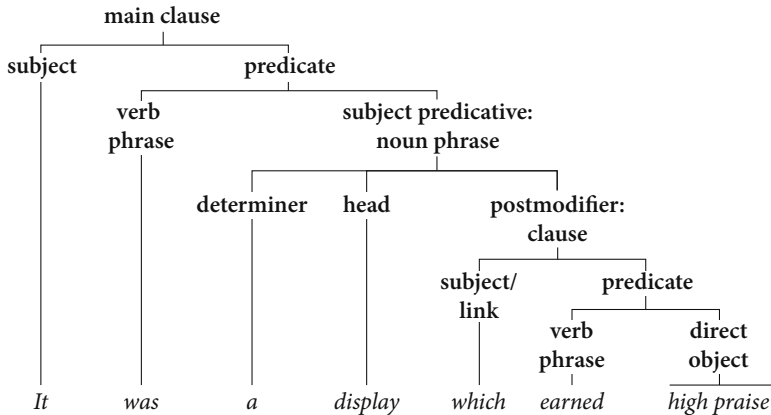 main clause
subject predicate
verb subject predicative:
phrase noun phrase
determiner head postmodifier:
clause
subject/ predicate
link
verb direct
phrase object
It was a display which earned high praise